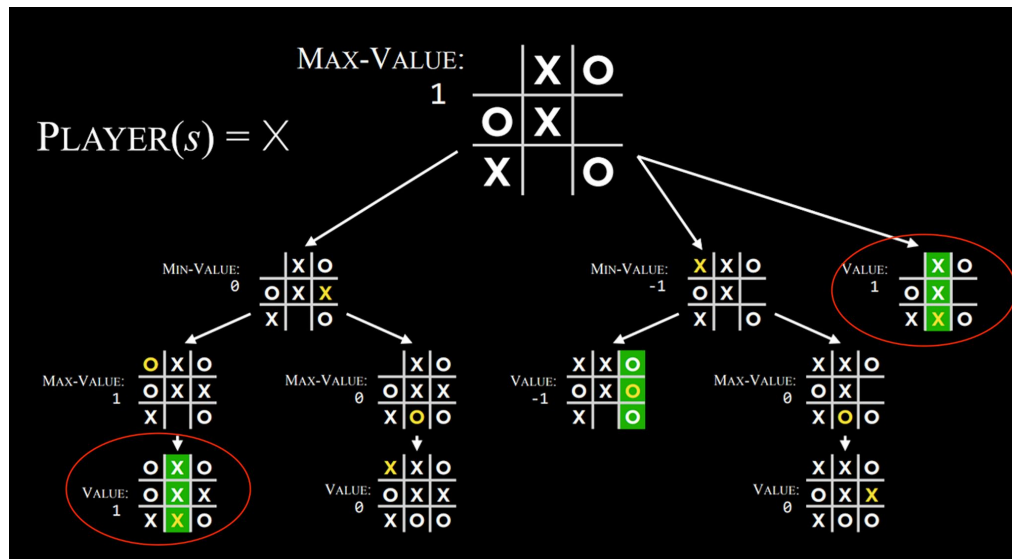 MAX-VALUE:
1
X O
O X
X O
PLAYER(s) = X
MIN-VALUE:
0
X O
O X X
X O
MIN-VALUE:
-1
X X O
O X
X O
VALUE:
1
X O
O X
X X O
MAX-VALUE:
1
O X O
O X X
X O
MAX-VALUE:
0
X O
O X X
X O O
VALUE:
-1
X X O
O X O
X O
MAX-VALUE:
0
X X O
O X
X O O
VALUE:
1
O X O
O X X
X X O
VALUE:
0
X X O
O X X
X O O
VALUE:
0
X X O
O X X
X O O